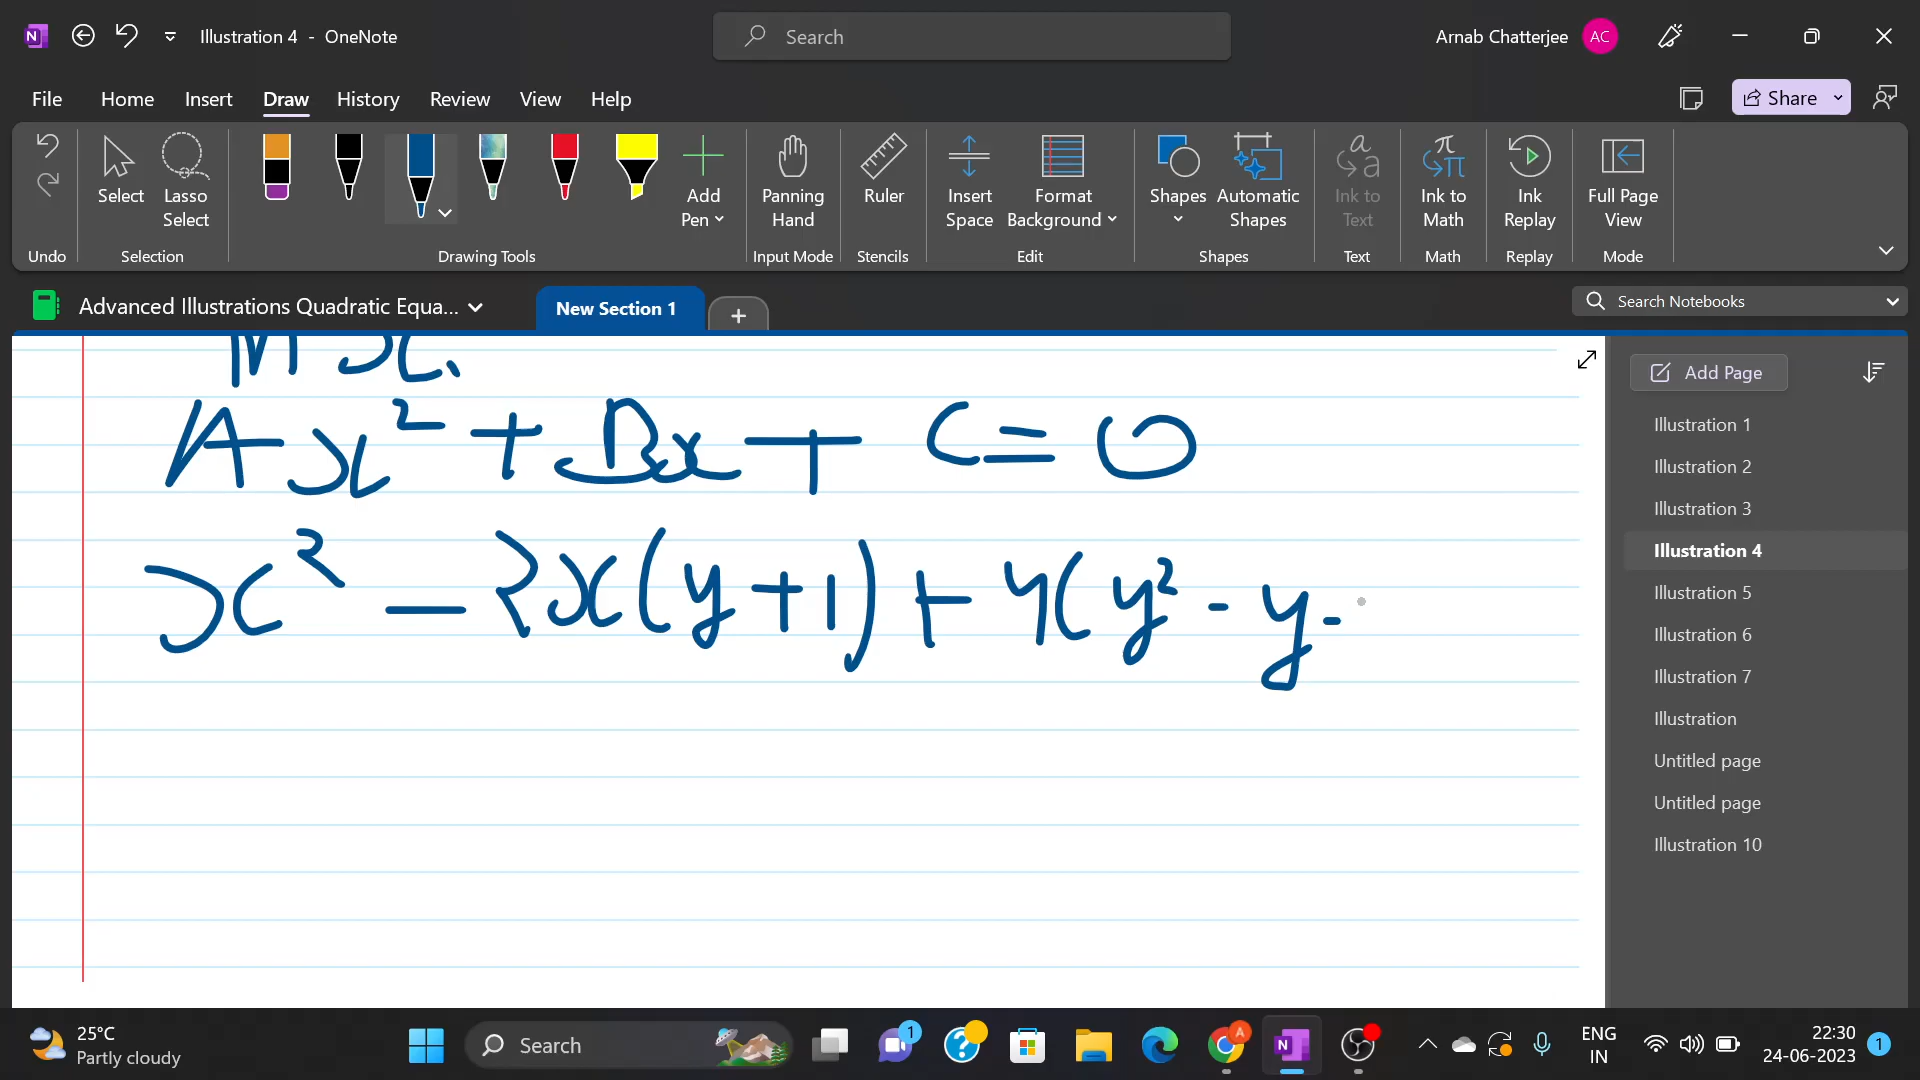 Illustration 4 - OneNote
Search
Arnab Chatterjee AC
File Home Insert Draw History Review View Help
Share
Select
Lasso Select
Add Pen
Panning Hand
Ruler
Insert Space
Format Background
Shapes
Automatic Shapes
Ink to Text
Ink to Math
Ink Replay
Full Page View
Undo Selection Drawing Tools Input Mode Stencils Edit Shapes Text Math Replay Mode
Advanced Illustrations Quadratic Equa...
New Section 1
Search Notebooks
Ax² + Bx + C = 0
x² - 2x(y+1) + 4(y² - y -
Add Page
Illustration 1
Illustration 2
Illustration 3
Illustration 4
Illustration 5
Illustration 6
Illustration 7
Illustration
Untitled page
Untitled page
Illustration 10
25°C
Partly cloudy
Search
1
ENG
IN
22:30
24-06-2023
1